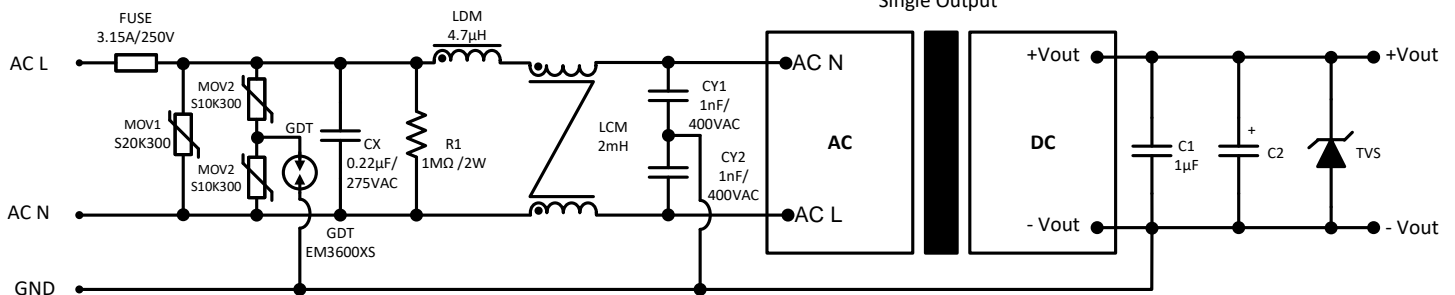 Single Output
FUSE
3.15A/250V
LDM
4.7µH
AC L
MOV2
S10K300
MOV1
S20K300
GDT
MOV2
S10K300
CX
0.22µF/
275VAC
R1
1MΩ /2W
LCM
2mH
CY1
1nF/
400VAC
CY2
1nF/
400VAC
AC N
AC
AC L
+Vout
DC
- Vout
C1
1µF
+
C2
TVS
+Vout
- Vout
AC N
GDT
EM3600XS
GND